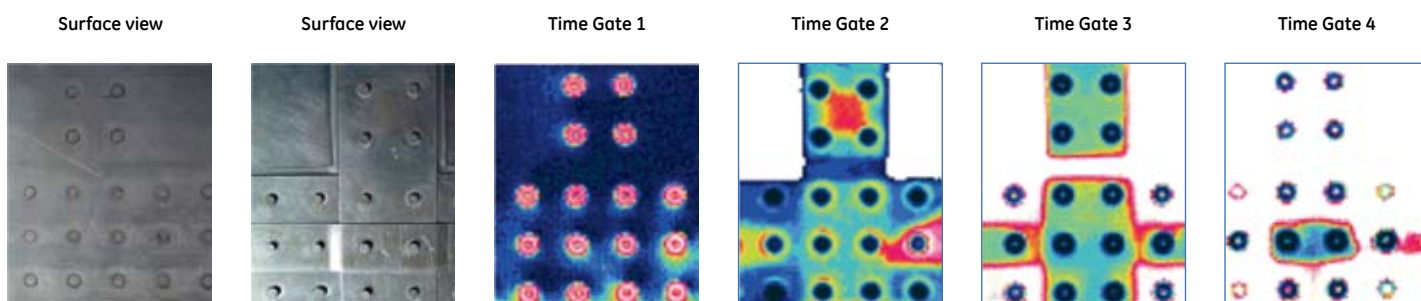 Surface view
Surface view
Time Gate 1
Time Gate 2
Time Gate 3
Time Gate 4